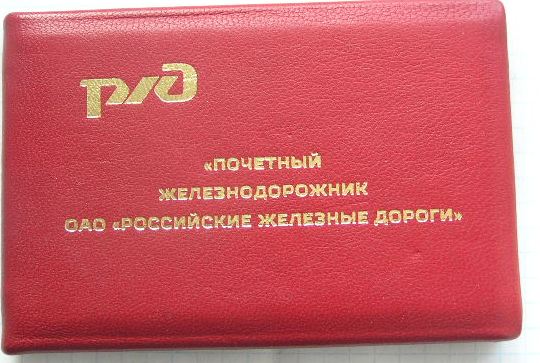 РЖД
«ПОЧЕТНЫЙ
ЖЕЛЕЗНОДОРОЖНИК
ОАО «РОССИЙСКИЕ ЖЕЛЕЗНЫЕ ДОРОГИ»